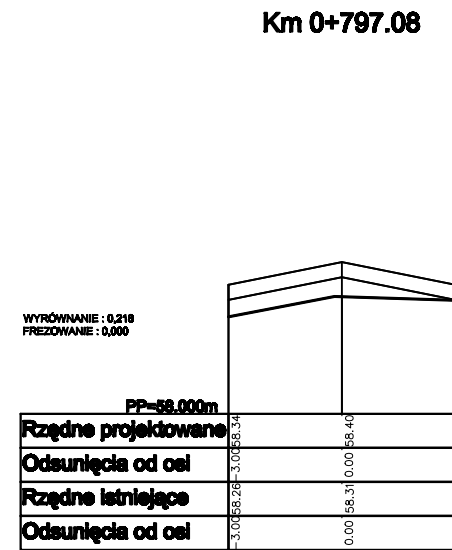 Km 0+797.08
WYRÓWNANIE : 0,218
FREZOWANIE : 0,000
PP=58.000m
Rzędne projektowane 58.34 58.40
Odsunięcia od osi -3.00 0.00
Rzędne istniejące 58.26 58.31
Odsunięcia od osi -3.00 0.00